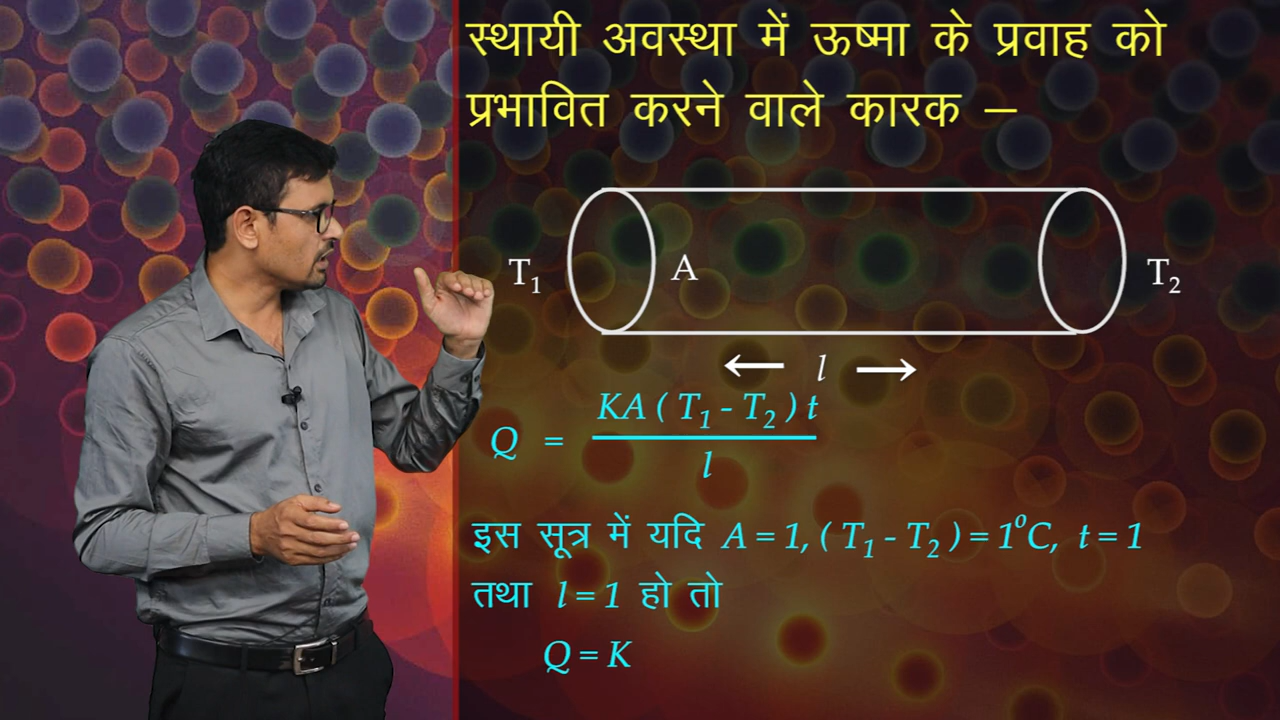 स्थायी अवस्था में ऊष्मा के प्रवाह को
प्रभावित करने वाले कारक –
T₁ A T₂
← l →
Q = KA ( T₁ - T₂ ) t / l
इस सूत्र में यदि A = 1, ( T₁ - T₂ ) = 1⁰C, t = 1
तथा l = 1 हो तो
Q = K